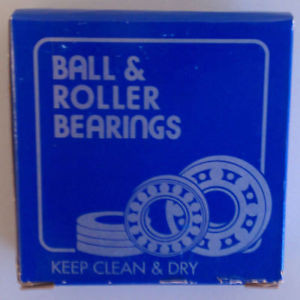 BALL &
ROLLER
BEARINGS
KEEP CLEAN & DRY